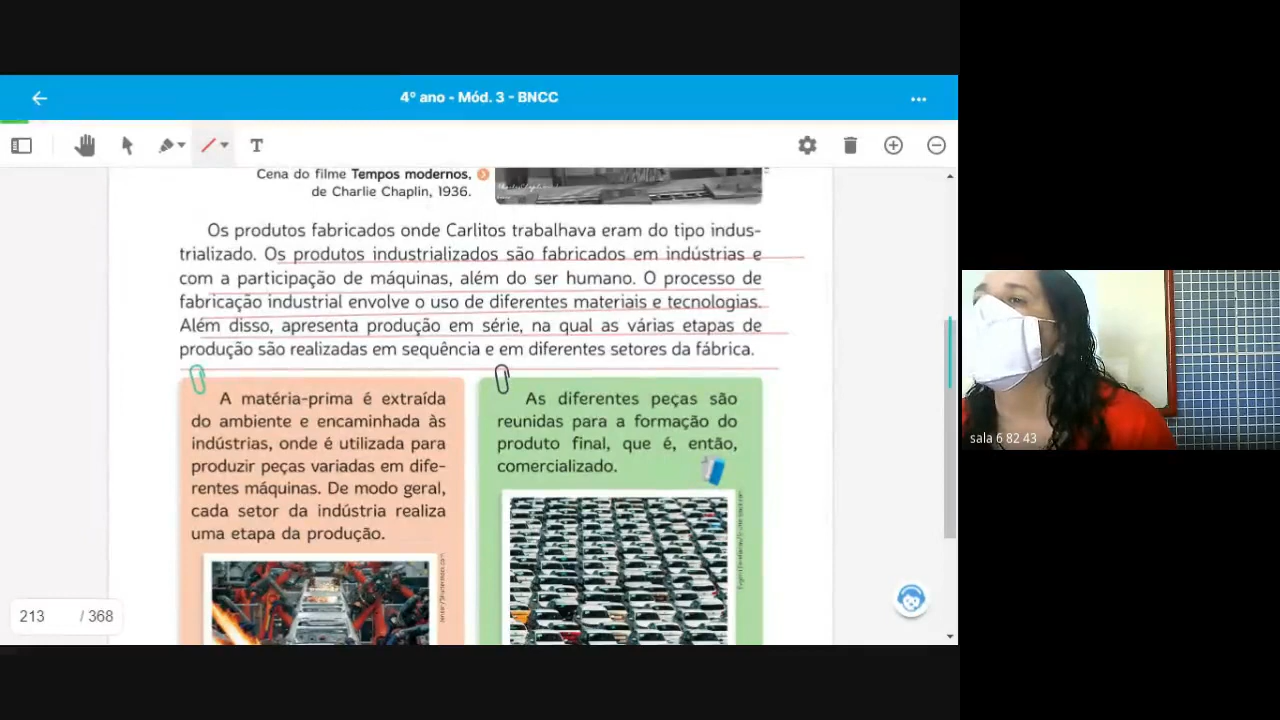 4º ano - Mód. 3 - BNCC
T
Cena do filme Tempos modernos,
de Charlie Chaplin, 1936.
Os produtos fabricados onde Carlitos trabalhava eram do tipo indus-
trializado. Os produtos industrializados são fabricados em indústrias e
com a participação de máquinas, além do ser humano. O processo de
fabricação industrial envolve o uso de diferentes materiais e tecnologias.
Além disso, apresenta produção em série, na qual as várias etapas de
produção são realizadas em sequência e em diferentes setores da fábrica.
A matéria-prima é extraída
do ambiente e encaminhada às
indústrias, onde é utilizada para
produzir peças variadas em dife-
rentes máquinas. De modo geral,
cada setor da indústria realiza
uma etapa da produção.
As diferentes peças são
reunidas para a formação do
produto final, que é, então,
comercializado.
213 / 368
sala 6 82 43